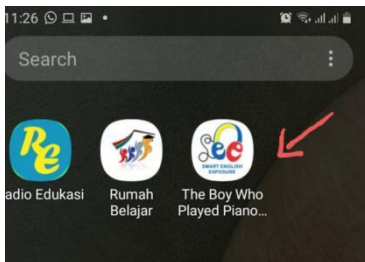 11:26
Search
Re
See
SMART ENGLISH
EXPOSURE
adio Edukasi
Rumah
Belajar
The Boy Who
Played Piano...